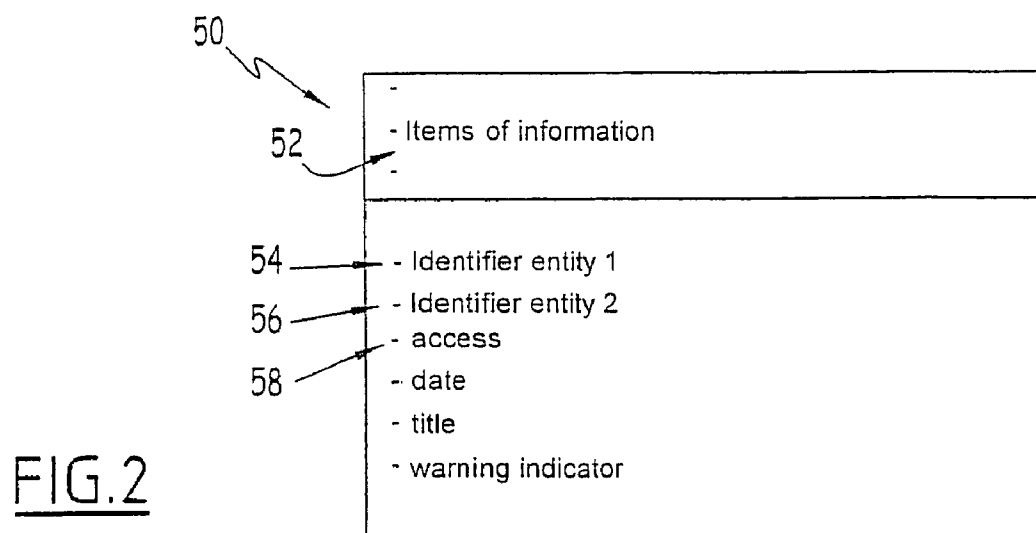 50
-
52
- Items of information
-
54
- Identifier entity 1
56
- Identifier entity 2
58
- access
- date
- title
- warning indicator
FIG.2